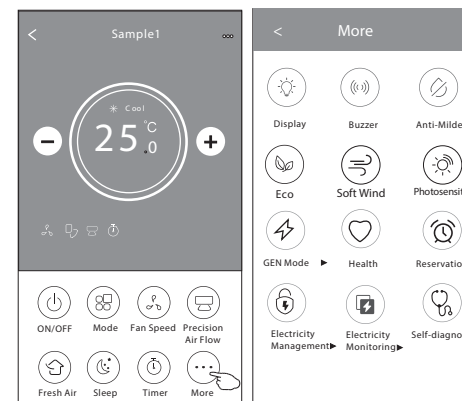 < Sample1
Cool
25.0°C
ON/OFF
Mode
Fan Speed
Precision
Air Flow
Fresh Air
Sleep
Timer
More
< More
Display
Buzzer
Anti-Milde
Eco
Soft Wind
Photosensit
GEN Mode ▶
Health
Reservatio
Electricity
Management▶
Electricity
Monitoring▶
Self-diagno